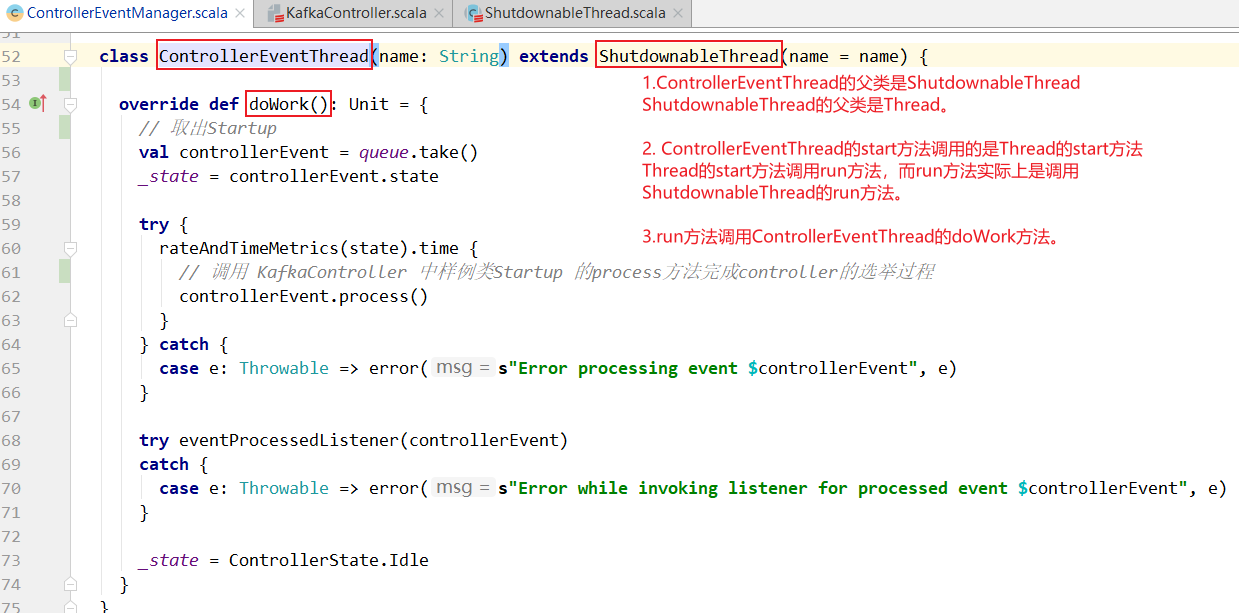 ControllerEventManager.scala × KafkaController.scala × ShutdownableThread.scala ×
51
52 class ControllerEventThread(name: String) extends ShutdownableThread(name = name) {
53
54 override def doWork(): Unit = {
55 // 取出Startup
56 val controllerEvent = queue.take()
57 _state = controllerEvent.state
58
59 try {
60 rateAndTimeMetrics(state).time {
61 // 调用 KafkaController 中样例类Startup 的process方法完成controller的选举过程
62 controllerEvent.process()
63 }
64 } catch {
65 case e: Throwable => error( msg = s"Error processing event $controllerEvent", e)
66 }
67
68 try eventProcessedListener(controllerEvent)
69 catch {
70 case e: Throwable => error( msg = s"Error while invoking listener for processed event $controllerEvent", e)
71 }
72
73 _state = ControllerState.Idle
74 }
75 }
1.ControllerEventThread的父类是ShutdownableThread
ShutdownableThread的父类是Thread。
2. ControllerEventThread的start方法调用的是Thread的start方法
Thread的start方法调用run方法，而run方法实际上是调用
ShutdownableThread的run方法。
3.run方法调用ControllerEventThread的doWork方法。